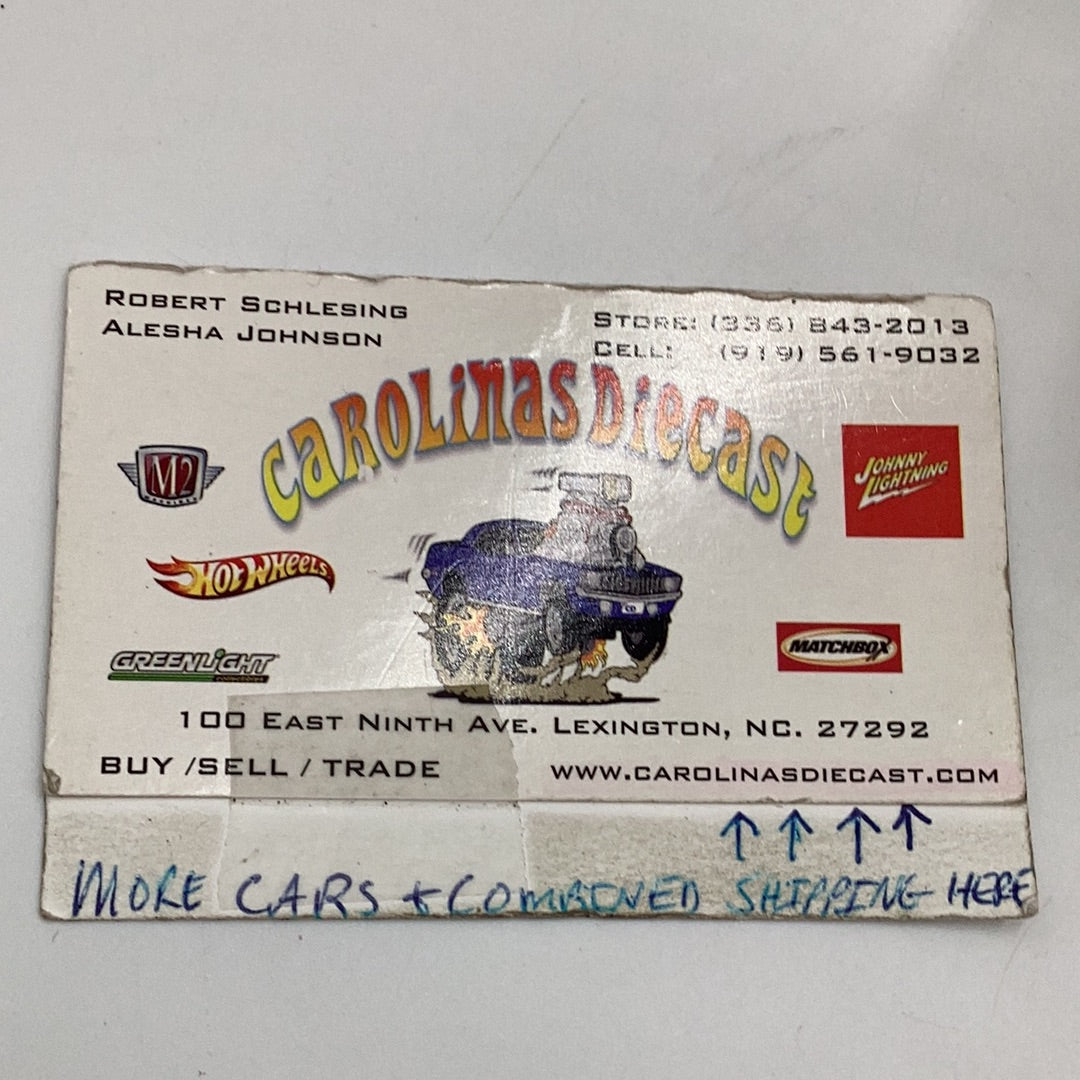 ROBERT SCHLESING
ALESHA JOHNSON
STORE: (336) 843-2013
CELL: (919) 561-9032
CAROLINAS DIECAST
M2
MACHINES
JOHNNY
LIGHTNING
HOT WHEELS
CD
GREENLIGHT
MATCHBOX
100 EAST NINTH AVE. LEXINGTON, NC. 27292
BUY /SELL / TRADE
WWW.CAROLINASDIECAST.COM
↑ ↑ ↑ ↑
MORE CARS + COMBINED SHIPPING HERE